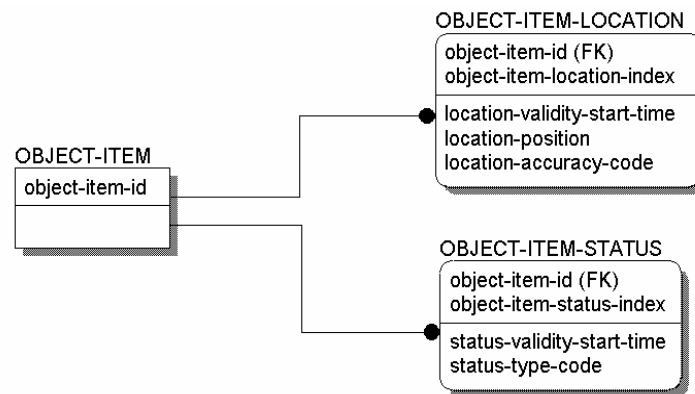 OBJECT-ITEM-LOCATION
object-item-id (FK)
object-item-location-index
location-validity-start-time
location-position
location-accuracy-code
OBJECT-ITEM
object-item-id
OBJECT-ITEM-STATUS
object-item-id (FK)
object-item-status-index
status-validity-start-time
status-type-code